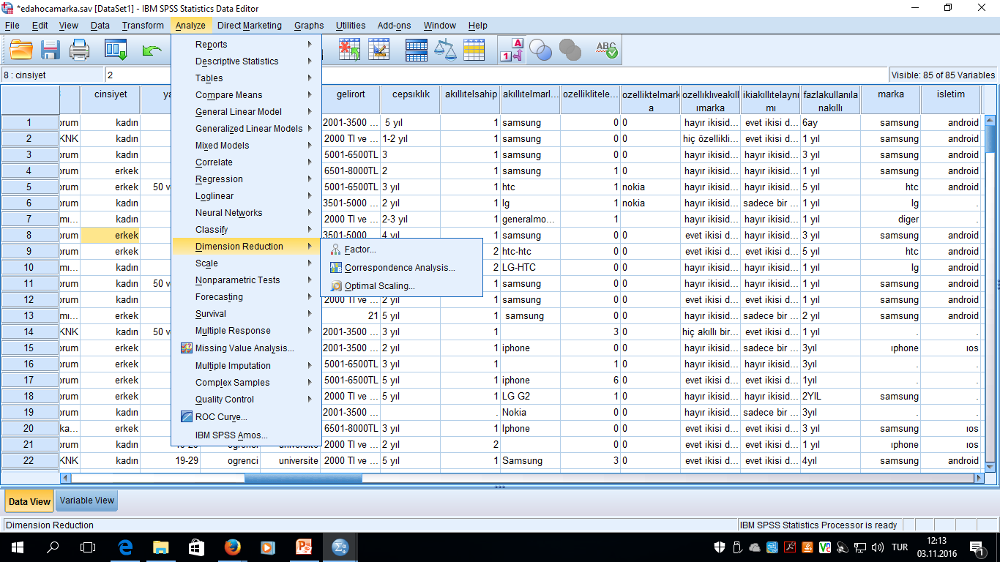 *edahocamarka.sav [DataSet1] - IBM SPSS Statistics Data Editor
File Edit View Data Transform Analyze Direct Marketing Graphs Utilities Add-ons Window Help
8 : cinsiyet 2 Visible: 85 of 85 Variables
Reports
Descriptive Statistics
Tables
Compare Means
General Linear Model
Generalized Linear Models
Mixed Models
Correlate
Regression
Loglinear
Neural Networks
Classify
Dimension Reduction
Scale
Nonparametric Tests
Forecasting
Survival
Multiple Response
Missing Value Analysis...
Multiple Imputation
Complex Samples
Quality Control
ROC Curve...
IBM SPSS Amos...
Factor...
Correspondence Analysis...
Optimal Scaling...
cinsiyet ya gelirort cepsıklık akıllıtelsahip akıllıtelmarl... ozelliklitele... ozelliktelmarka ozelliklıveakıllıımarka ikiakıllıtelaynımı fazlakullanılanakıllı marka isletim
1 orum kadın 2001-3500 ... 5 yıl 1 samsung 0 0 hayır ikisid... evet ikisi d... 6ay samsung android
2 KNK kadın 2000 Tl ve ... 1-2 yıl 1 samsung 0 0 hiç özellikli... evet ikisi d... 1 yıl samsung android
3 orum kadın 5001-6500TL 3 1 samsung 0 0 hayır ikisid... hayır ikisid... 3 yıl samsung android
4 orum erkek 6501-8000TL 2 1 samsung 1 0 hayır ikisid... hayır ikisid... 1 yıl samsung android
5 orum erkek 50 v 5001-6500TL 3 yıl 1 htc 1 nokia hayır ikisid... evet ikisi d... 5 yıl htc android
6 orum kadın 3501-5000 ... 2 yıl 1 lg 1 nokia hayır ikisid... sadece bir ... 1 yıl lg .
7 mı... kadın 2000 Tl ve ... 2-3 yıl 1 generalmo... 1 hayır ikisid... hayır ikisid... 1 yıl diger .
8 orum erkek 3501-5000 4 yıl 1 samsung 0 0 evet ikisi d... hayır ikisid... 3 yıl samsung android
9 orum erkek 2 htc-htc 0 0 evet ikisi d... evet ikisi d... 5 yıl htc android
10 mı... kadın 2 LG-HTC 0 0 hayır ikisid... hayır ikisid... 1 yıl lg android
11 orum kadın 50 v 1 samsung 0 0 hayır ikisid... evet ikisi d... 1 yıl samsung android
12 orum kadın 2000 Tl ve ... 2 yıl 1 samsung 0 0 evet ikisi d... evet ikisi d... 1 yıl samsung android
13 mı... erkek 21 5 yıl 1 samsung 0 0 hayır ikisid... sadece bir ... 2 yıl samsung android
14 KNK kadın 50 v 2001-3500 ... 3 yıl 1 3 0 hiç akıllı bir... evet ikisi d... 1 yıl . .
15 orum erkek 2001-3500 ... 2 yıl 1 iphone 0 0 hayır ikisid... sadece bir ... 3yıl ıphone ıos
16 orum erkek 5001-6500TL 3 yıl 1 1 0 evet ikisi d... hayır ikisid... 3yıl . .
17 orum erkek 5001-6500TL 5 yıl 1 iphone 6 0 evet ikisi d... evet ikisi d... 1yıl . .
18 orum erkek 2000 Tl ve ... 5 yıl 1 LG G2 1 0 hayır ikisid... hayır ikisid... 2YIL samsung .
19 orum kadın 2001-3500 ... . Nokia 0 0 evet ikisi d... sadece bir ... 3yıl . .
20 ka... erkek 6501-8000TL 3 yıl 1 Iphone 0 0 evet ikisi d... evet ikisi d... 3 yıl samsung ıos
21 orum kadın 19-29 ogrenci universite 2000 Tl ve ... 2 yıl 2 0 0 evet ikisi d... evet ikisi d... 1 yıl ıphone ıos
22 KNK kadın 19-29 ogrenci universite 2000 Tl ve ... 5 yıl 1 Samsung 3 0 evet ikisi d... evet ikisi d... 4yıl samsung android
Data View Variable View
Dimension Reduction IBM SPSS Statistics Processor is ready
TUR 12:13
03.11.2016